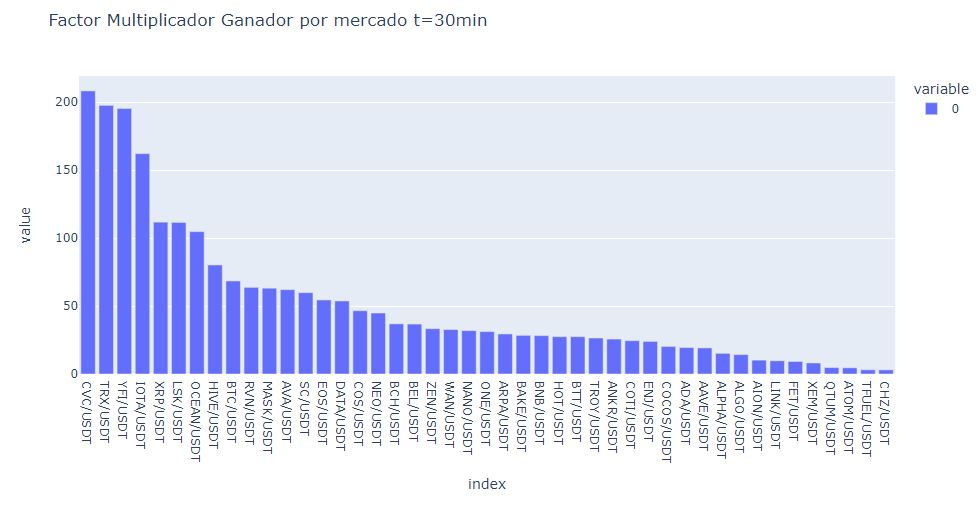 Factor Multiplicador Ganador por mercado t=30min
variable
0
value
200
150
100
50
0
CVC/USDT
TRX/USDT
YFI/USDT
IOTA/USDT
XRP/USDT
LSK/USDT
OCEAN/USDT
HIVE/USDT
BTC/USDT
RVN/USDT
MASK/USDT
AVA/USDT
SC/USDT
EOS/USDT
DATA/USDT
COS/USDT
NEO/USDT
BCH/USDT
BEL/USDT
ZEN/USDT
WAN/USDT
NANO/USDT
ONE/USDT
ARPA/USDT
BAKE/USDT
BNB/USDT
HOT/USDT
BTT/USDT
TROY/USDT
ANKR/USDT
COTI/USDT
ENJ/USDT
COCOS/USDT
ADA/USDT
AAVE/USDT
ALPHA/USDT
ALGO/USDT
AION/USDT
LINK/USDT
FET/USDT
XEM/USDT
QTUM/USDT
ATOM/USDT
TFUEL/USDT
CHZ/USDT
index